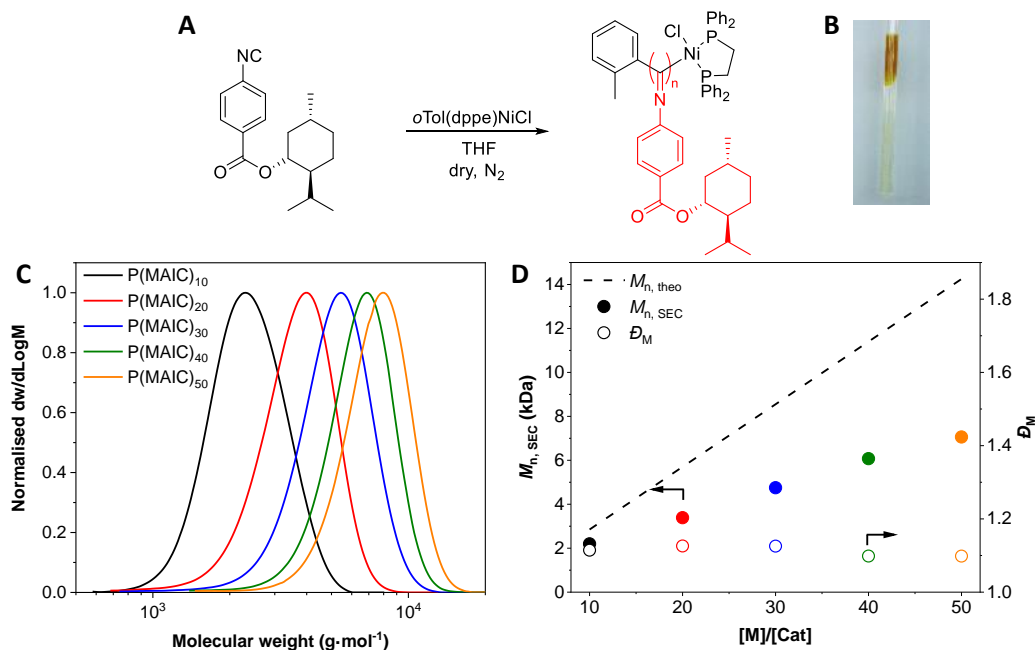 A
B
NC
O
O
oTol(dppe)NiCl
THF
dry, N₂
Ph₂
Cl
P
Ni
P
Ph₂
n
N
O
O
C
P(MAIC)₁₀
P(MAIC)₂₀
P(MAIC)₃₀
P(MAIC)₄₀
P(MAIC)₅₀
Normalised dw/dLogM
1.0
0.8
0.6
0.4
0.2
0.0
10³
10⁴
Molecular weight (g·mol⁻¹)
D
Mn, theo
Mn, SEC
ĐM
Mn, SEC (kDa)
14
12
10
8
6
4
2
0
1.8
1.6
1.4
1.2
1.0
ĐM
10
20
30
40
50
[M]/[Cat]